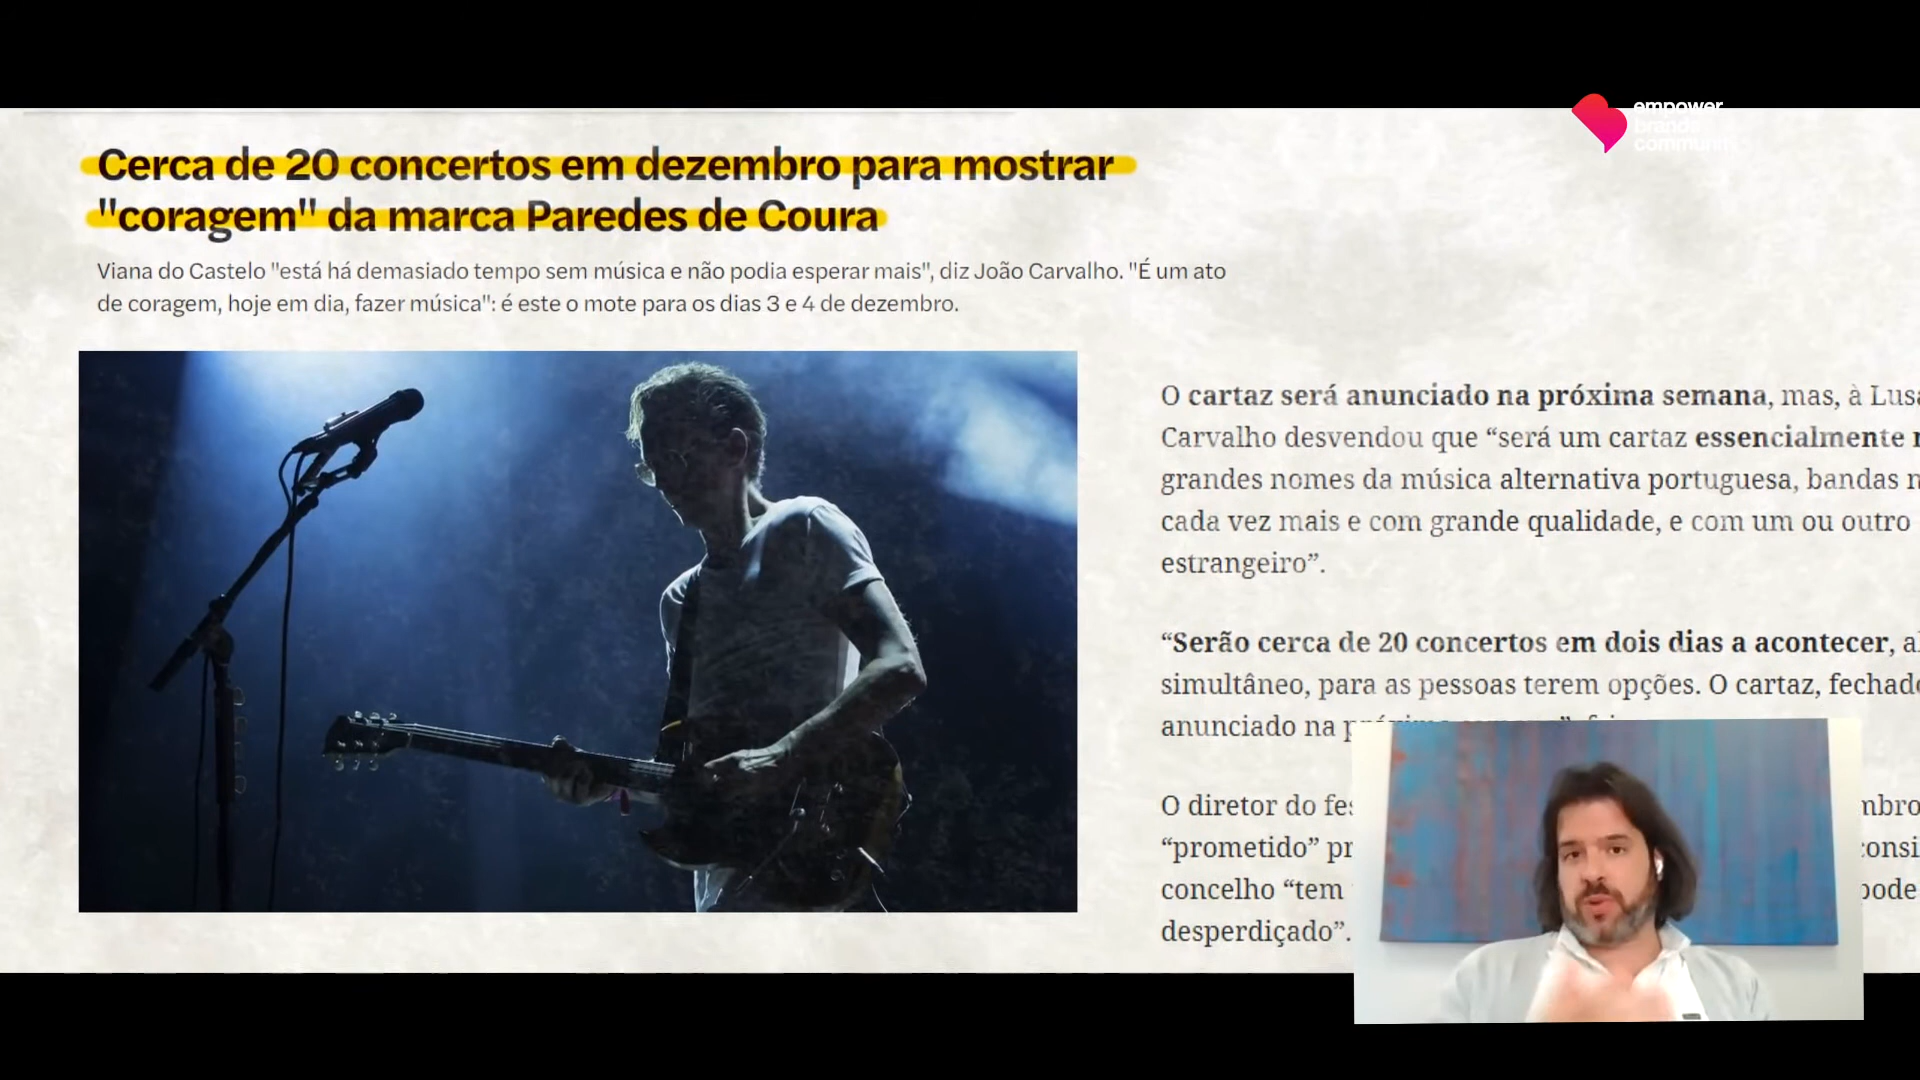 empower
brands
community
Cerca de 20 concertos em dezembro para mostrar
"coragem" da marca Paredes de Coura
Viana do Castelo "está há demasiado tempo sem música e não podia esperar mais", diz João Carvalho. "É um ato
de coragem, hoje em dia, fazer música": é este o mote para os dias 3 e 4 de dezembro.
O cartaz será anunciado na próxima semana, mas, à Lusa
Carvalho desvendou que “será um cartaz essencialmente
grandes nomes da música alternativa portuguesa, bandas
cada vez mais e com grande qualidade, e com um ou outro
estrangeiro”.
“Serão cerca de 20 concertos em dois dias a acontecer,
simultâneo, para as pessoas terem opções. O cartaz,
anunciado na
O diretor do
“prometido”
concelho “tem
desperdiçado”.